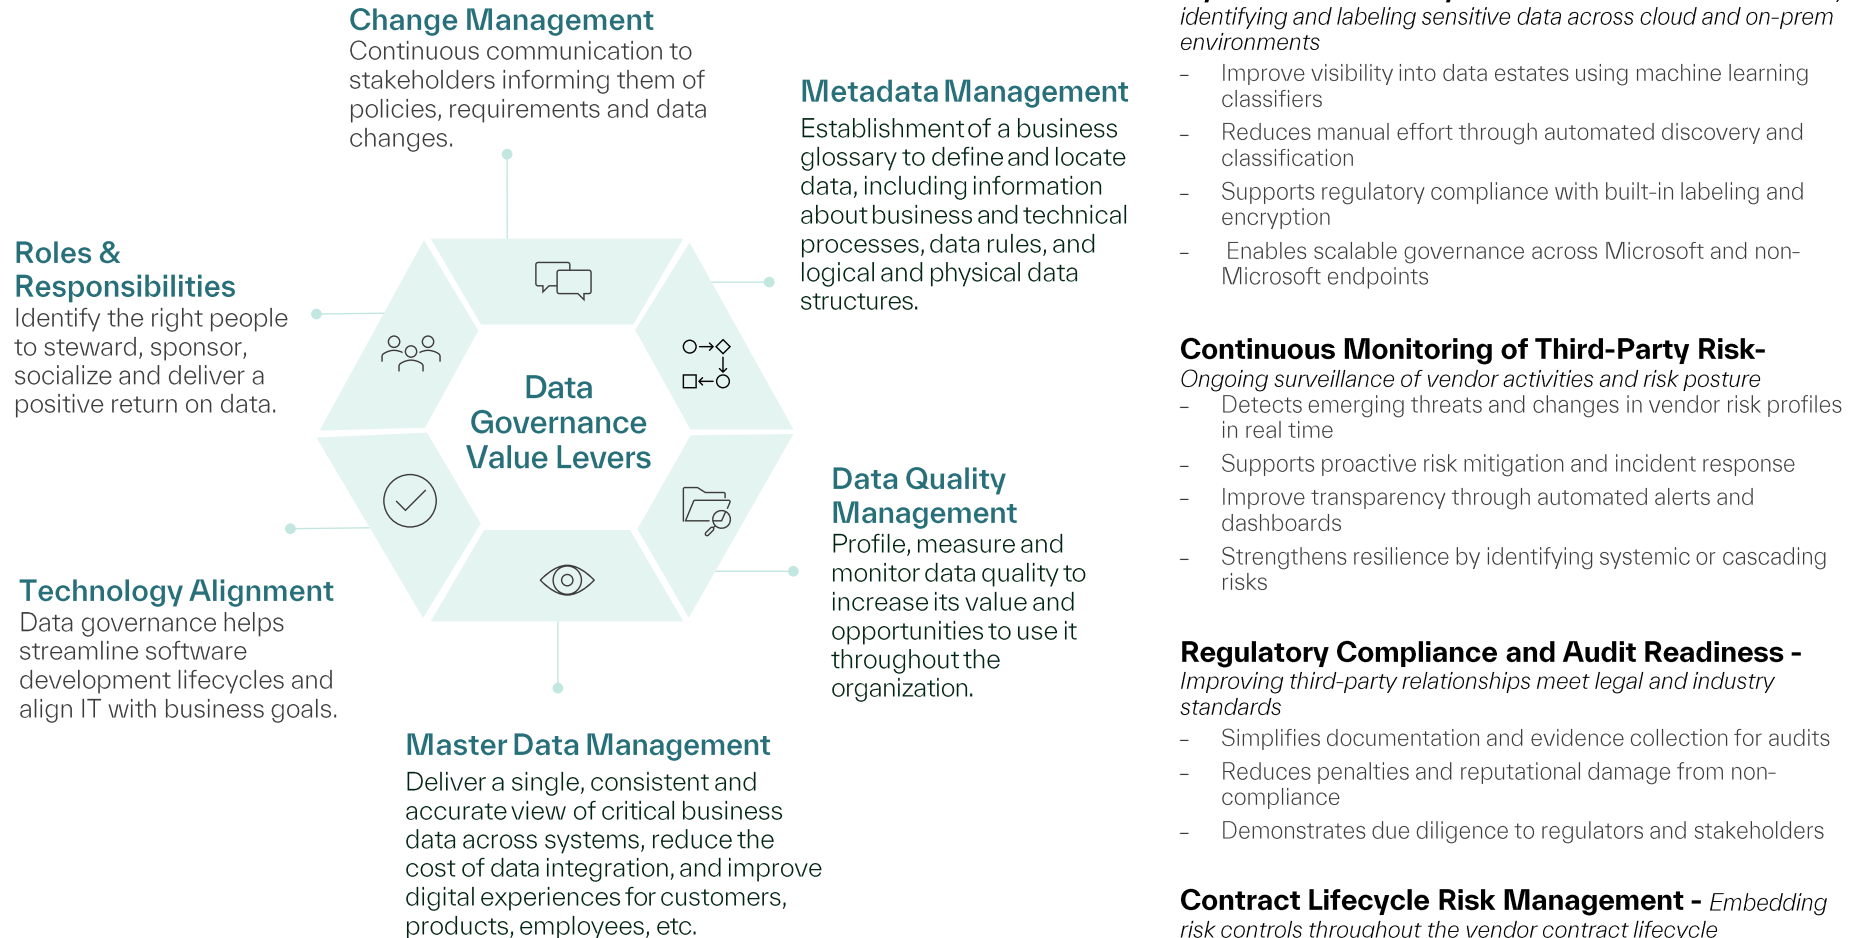 Change Management
Continuous communication to
stakeholders informing them of
policies, requirements and data
changes.
Metadata Management
Establishment of a business
glossary to define and locate
data, including information
about business and technical
processes, data rules, and
logical and physical data
structures.
Roles &
Responsibilities
Identify the right people
to steward, sponsor,
socialize and deliver a
positive return on data.
Data
Governance
Value Levers
Data Quality
Management
Profile, measure and
monitor data quality to
increase its value and
opportunities to use it
throughout the
organization.
Technology Alignment
Data governance helps
streamline software
development lifecycles and
align IT with business goals.
Master Data Management
Deliver a single, consistent and
accurate view of critical business
data across systems, reduce the
cost of data integration, and improve
digital experiences for customers,
products, employees, etc.
identifying and labeling sensitive data across cloud and on-prem
environments
– Improve visibility into data estates using machine learning
classifiers
– Reduces manual effort through automated discovery and
classification
– Supports regulatory compliance with built-in labeling and
encryption
– Enables scalable governance across Microsoft and non-
Microsoft endpoints
Continuous Monitoring of Third-Party Risk-
Ongoing surveillance of vendor activities and risk posture
– Detects emerging threats and changes in vendor risk profiles
in real time
– Supports proactive risk mitigation and incident response
– Improve transparency through automated alerts and
dashboards
– Strengthens resilience by identifying systemic or cascading
risks
Regulatory Compliance and Audit Readiness -
Improving third-party relationships meet legal and industry
standards
– Simplifies documentation and evidence collection for audits
– Reduces penalties and reputational damage from non-
compliance
– Demonstrates due diligence to regulators and stakeholders
Contract Lifecycle Risk Management - Embedding
risk controls throughout the vendor contract lifecycle